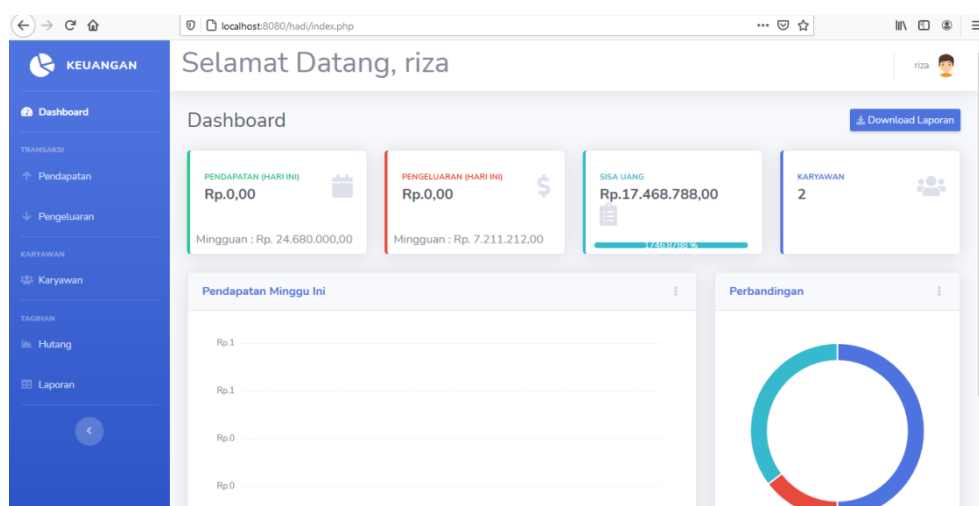 localhost:8080/hadi/index.php
KEUANGAN
Selamat Datang, riza
riza
Dashboard
Dashboard
Download Laporan
TRANSAKSI
Pendapatan
Pengeluaran
KARYAWAN
Karyawan
TAGIHAN
Hutang
Laporan
PENDAPATAN (HARI INI)
Rp.0,00
Mingguan : Rp. 24.680.000,00
PENGELUARAN (HARI INI)
Rp.0,00
Mingguan : Rp. 7.211.212,00
SISA UANG
Rp.17.468.788,00
KARYAWAN
2
Pendapatan Minggu Ini
Rp.1
Rp.1
Rp.0
Rp.0
Perbandingan